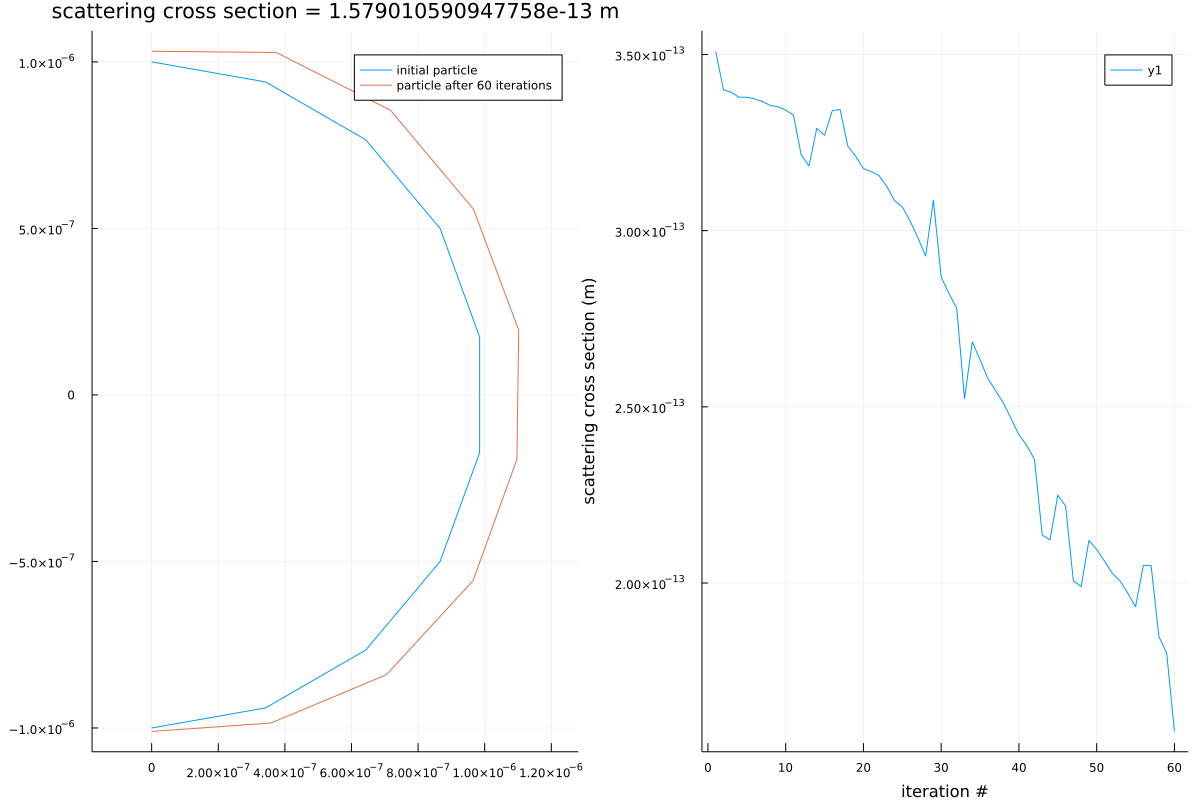 scattering cross section = 1.579010590947758e-13 m
1.0×10⁻⁶
5.0×10⁻⁷
0
−5.0×10⁻⁷
−1.0×10⁻⁶
initial particle
particle after 60 iterations
0 2.00×10⁻⁷ 4.00×10⁻⁷ 6.00×10⁻⁷ 8.00×10⁻⁷ 1.00×10⁻⁶ 1.20×10⁻⁶
scattering cross section (m)
3.50×10⁻¹³
3.00×10⁻¹³
2.50×10⁻¹³
2.00×10⁻¹³
y1
0 10 20 30 40 50 60
iteration #